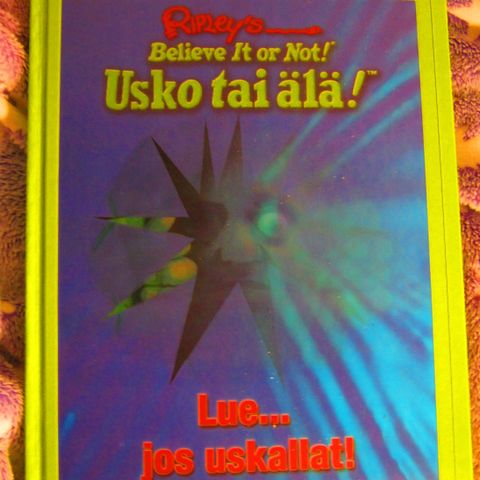 Ripley's
Believe It or Not!®
Usko tai älä!™
Lue...
jos uskallat!